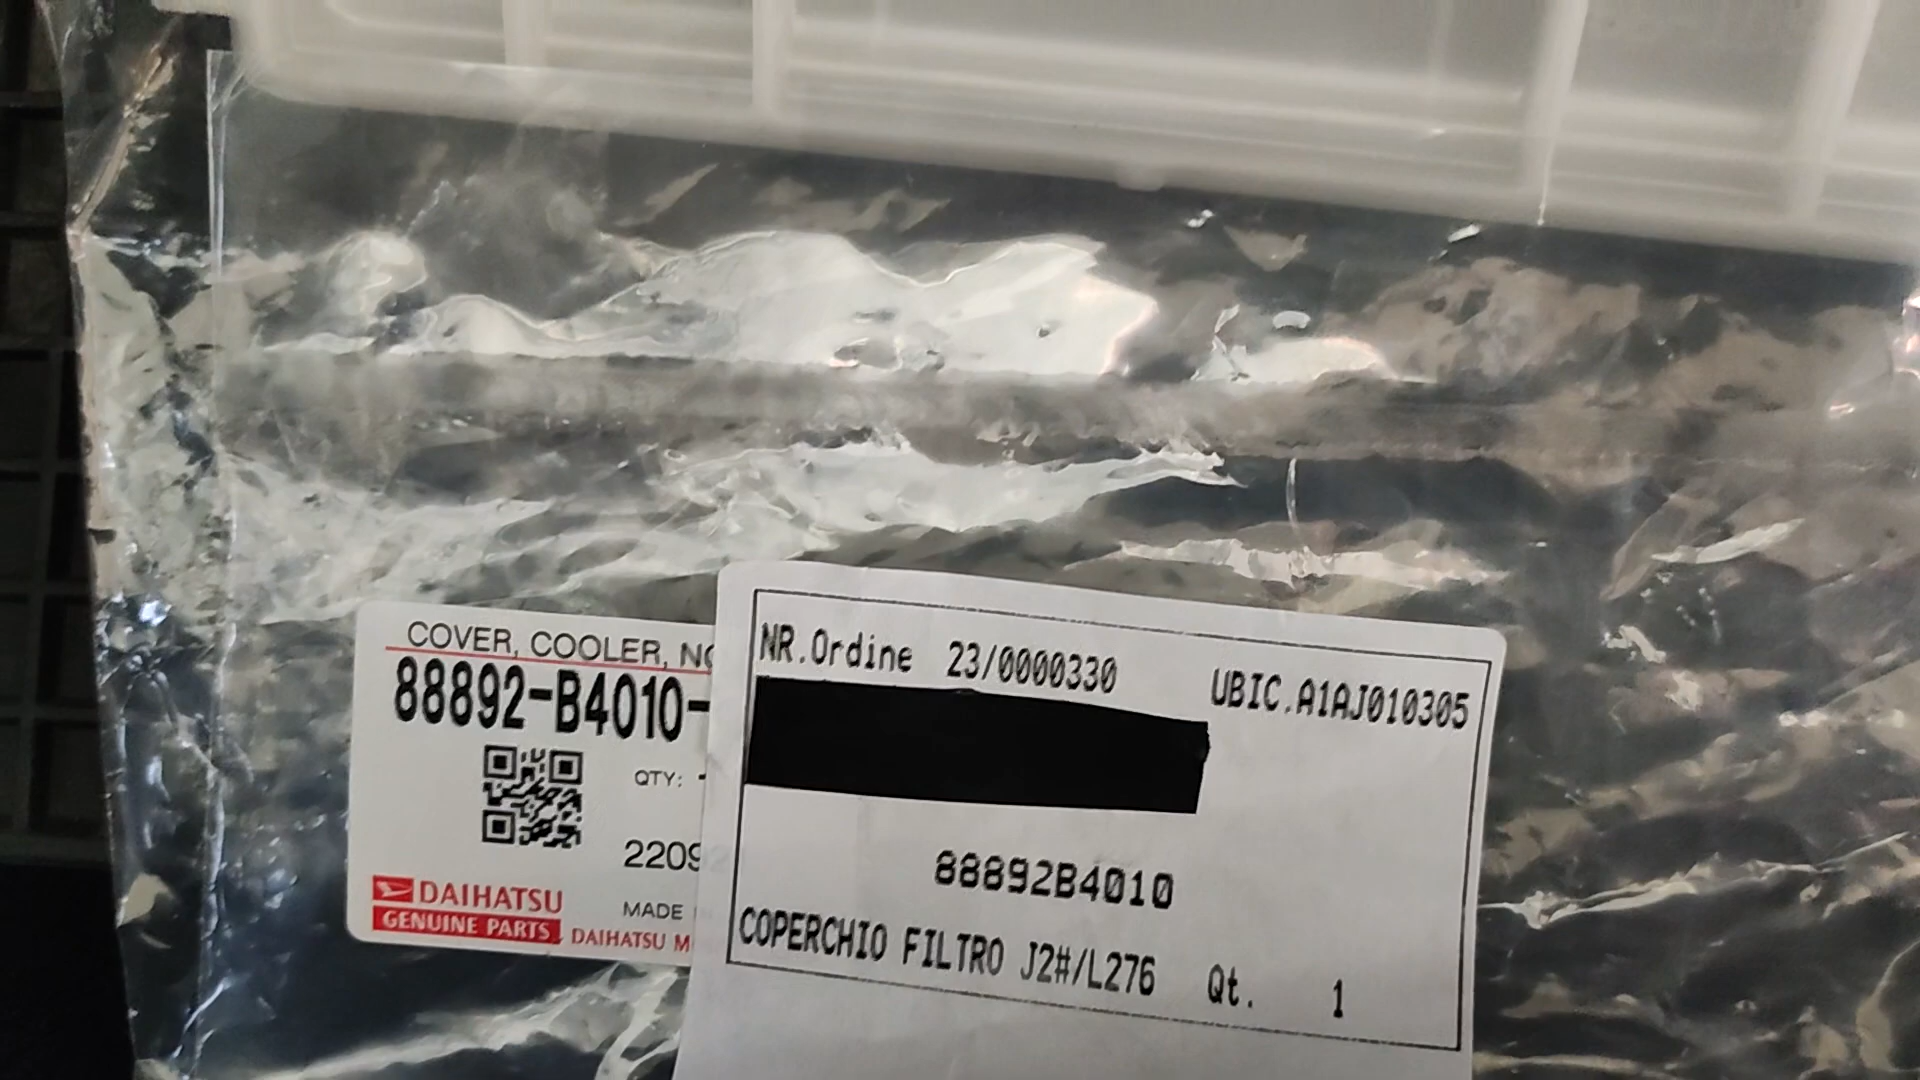 COVER, COOLER,
88892-B4010-
QTY:
2209
DAIHATSU
GENUINE PARTS
MADE
DAIHATSU M
NR.Ordine 23/0000330 UBIC.A1AJ010305
88892B4010
COPERCHIO FILTRO J2#/L276 Qt. 1